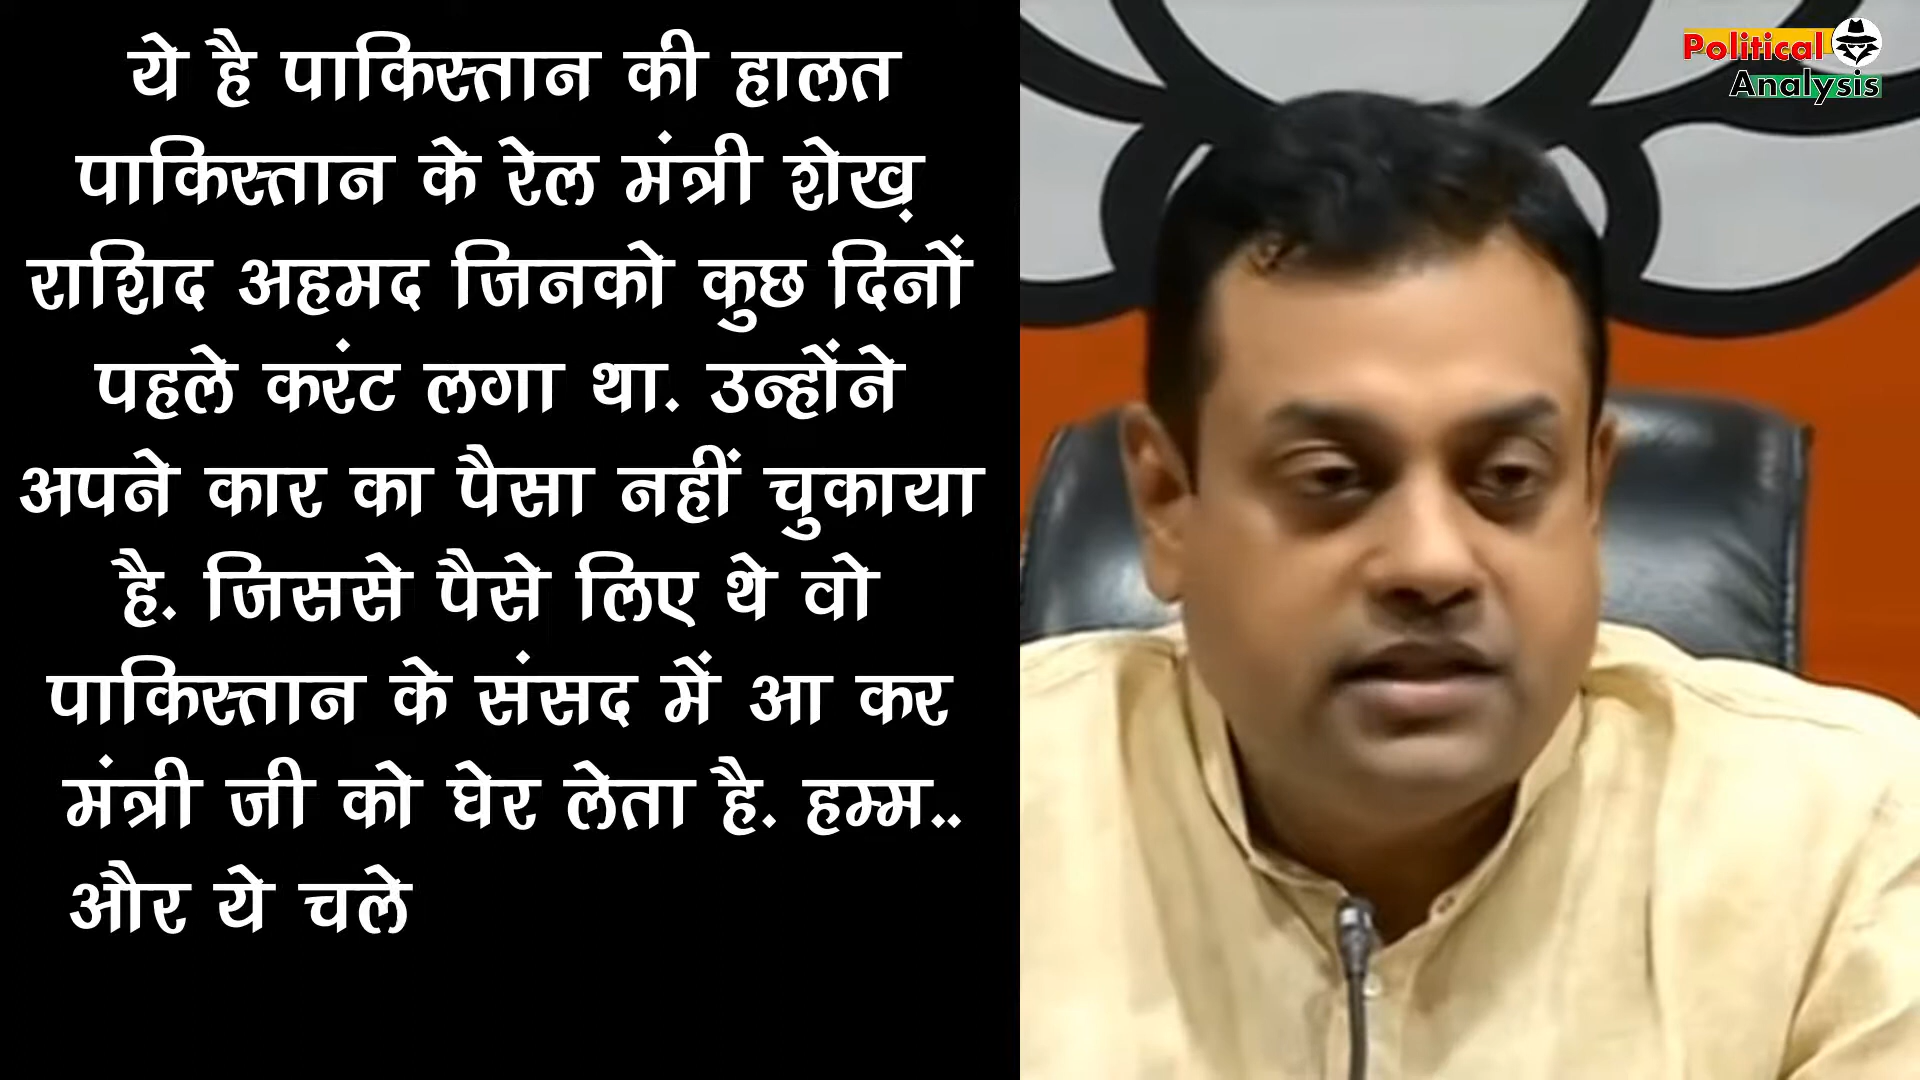 ये है पाकिस्तान की हालत
पाकिस्तान के रेल मंत्री शेख़
राशिद अहमद जिनको कुछ दिनों
पहले करंट लगा था. उन्होंने
अपने कार का पैसा नहीं चुकाया
है. जिससे पैसे लिए थे वो
पाकिस्तान के संसद में आ कर
मंत्री जी को घेर लेता है. हम्म..
और ये चले
Political
Analysis